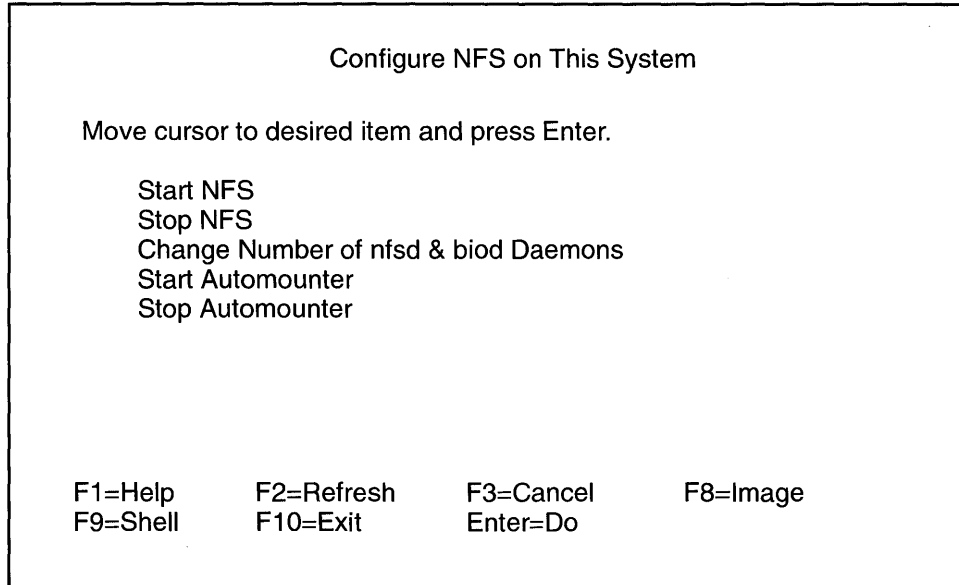 Configure NFS on This System
Move cursor to desired item and press Enter.
Start NFS
Stop NFS
Change Number of nfsd & biod Daemons
Start Automounter
Stop Automounter
F1=Help F2=Refresh F3=Cancel F8=Image
F9=Shell F10=Exit Enter=Do